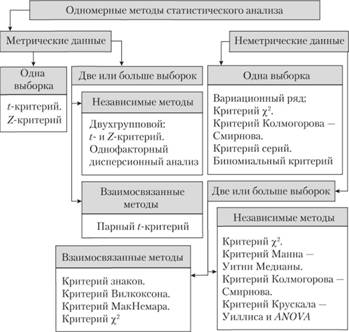 Одномерные методы статистического анализа
Метрические данные
Неметрические данные
Одна
выборка
t-критерий.
Z-критерий
Две или больше выборок
Независимые методы
Двухгрупповой:
t- и Z-критерий.
Однофакторный
дисперсионный анализ
Взаимосвязанные
методы
Парный t-критерий
Одна выборка
Вариационный ряд:
Критерий χ².
Критерий Колмогорова —
Смирнова.
Критерий серий.
Биномиальный критерий
Две или больше выборок
Взаимосвязанные методы
Критерий знаков.
Критерий Вилкоксона.
Критерий МакНемара.
Критерий χ²
Независимые методы
Критерий χ².
Критерий Манна —
Уитни Медианы.
Критерий Колмогорова —
Смирнова.
Критерий Крускала —
Уиллиса и ANOVA